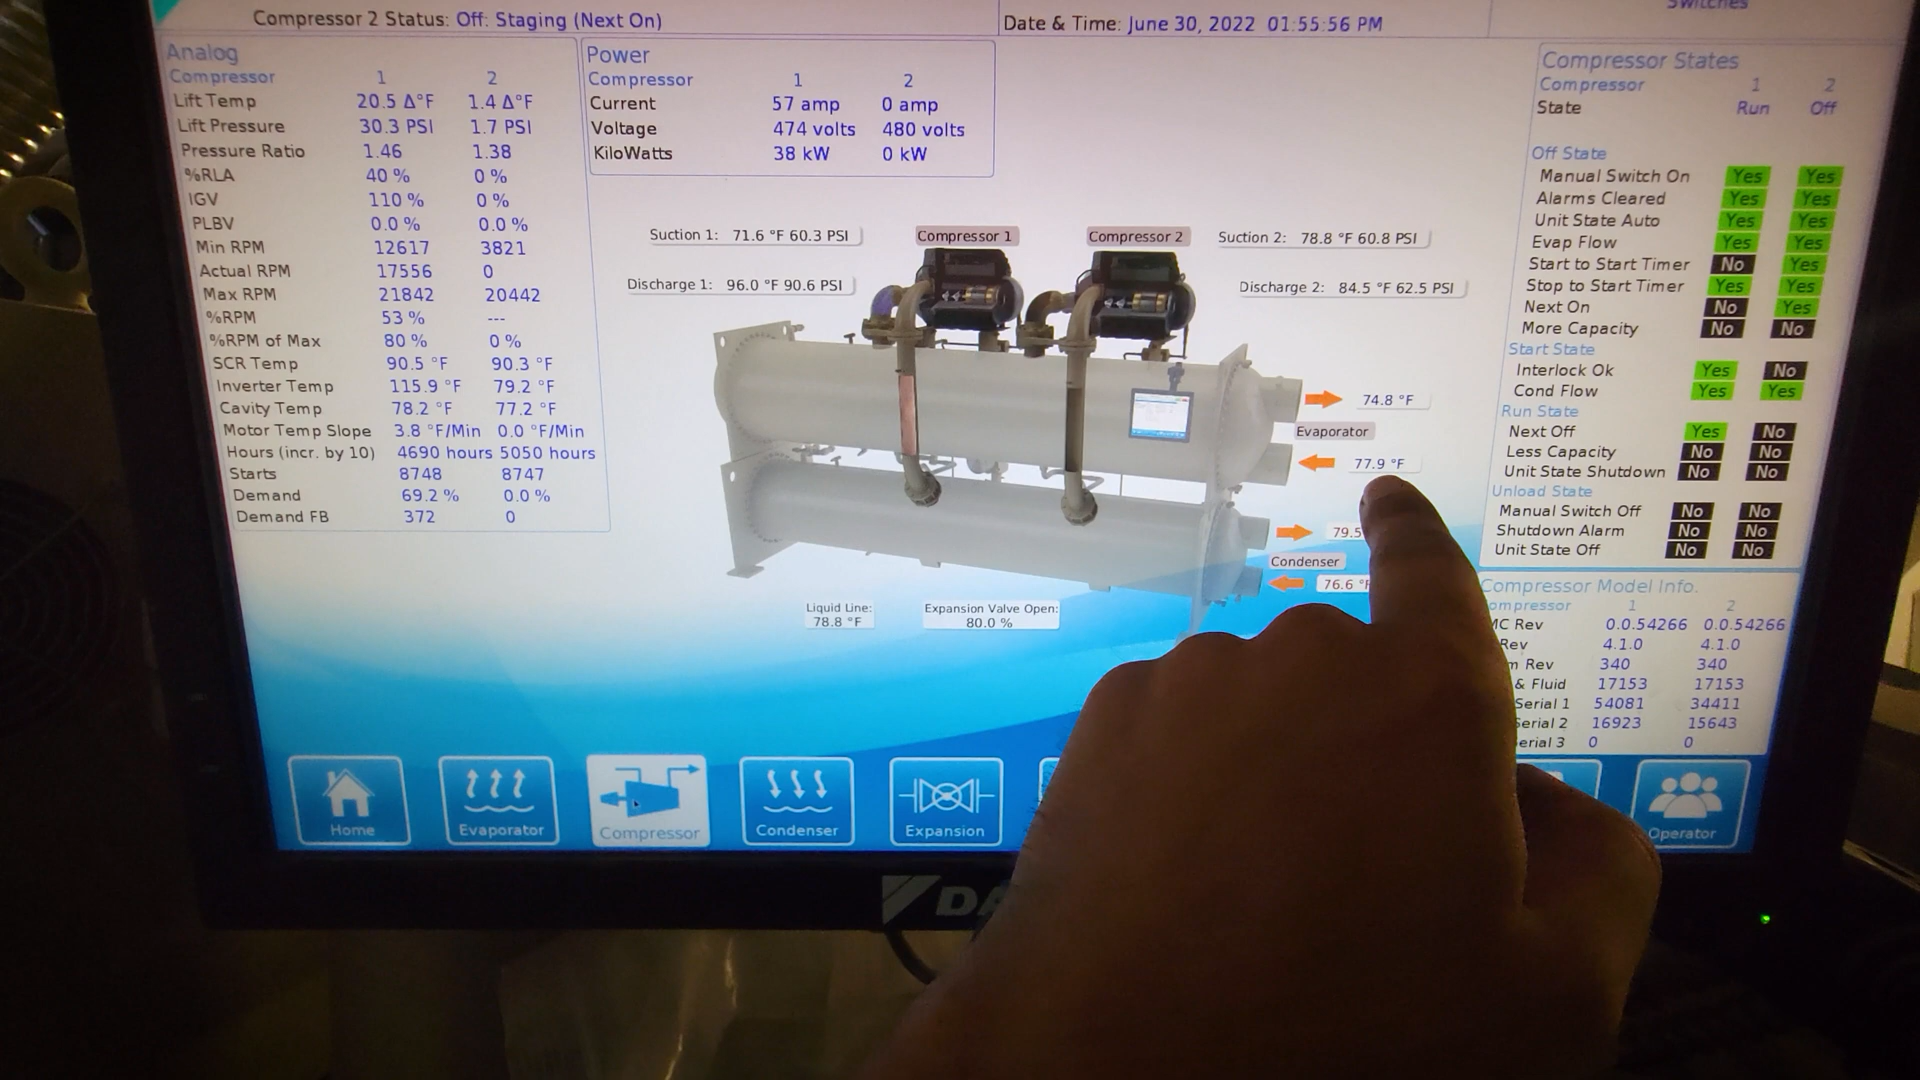 Switches
Compressor 2 Status: Off: Staging (Next On)
Date & Time: June 30, 2022 01:55:56 PM
Analog
Compressor 1 2
Lift Temp 20.5 Δ°F 1.4 Δ°F
Lift Pressure 30.3 PSI 1.7 PSI
Pressure Ratio 1.46 1.38
%RLA 40 % 0 %
IGV 110 % 0 %
PLBV 0.0 % 0.0 %
Min RPM 12617 3821
Actual RPM 17556 0
Max RPM 21842 20442
%RPM 53 % ---
%RPM of Max 80 % 0 %
SCR Temp 90.5 °F 90.3 °F
Inverter Temp 115.9 °F 79.2 °F
Cavity Temp 78.2 °F 77.2 °F
Motor Temp Slope 3.8 °F/Min 0.0 °F/Min
Hours (incr. by 10) 4690 hours 5050 hours
Starts 8748 8747
Demand 69.2 % 0.0 %
Demand FB 372 0
Power
Compressor 1 2
Current 57 amp 0 amp
Voltage 474 volts 480 volts
KiloWatts 38 kW 0 kW
Suction 1: 71.6 °F 60.3 PSI
Compressor 1
Compressor 2
Suction 2: 78.8 °F 60.8 PSI
Discharge 1: 96.0 °F 90.6 PSI
Discharge 2: 84.5 °F 62.5 PSI
74.8 °F
Evaporator
77.9 °F
79.5
Condenser
76.6 °F
Liquid Line:
78.8 °F
Expansion Valve Open:
80.0 %
Compressor States
Compressor 1 2
State Run Off
Off State
Manual Switch On Yes Yes
Alarms Cleared Yes Yes
Unit State Auto Yes Yes
Evap Flow Yes Yes
Start to Start Timer No Yes
Stop to Start Timer Yes Yes
Next On No Yes
More Capacity No No
Start State
Interlock Ok Yes No
Cond Flow Yes Yes
Run State
Next Off Yes No
Less Capacity No No
Unit State Shutdown No No
Unload State
Manual Switch Off No No
Shutdown Alarm No No
Unit State Off No No
Compressor Model Info.
ompressor 1 2
MC Rev 0.0.54266 0.0.54266
Rev 4.1.0 4.1.0
m Rev 340 340
& Fluid 17153 17153
Serial 1 54081 34411
Serial 2 16923 15643
erial 3 0 0
Home
Evaporator
Compressor
Condenser
Expansion
Operator
DA